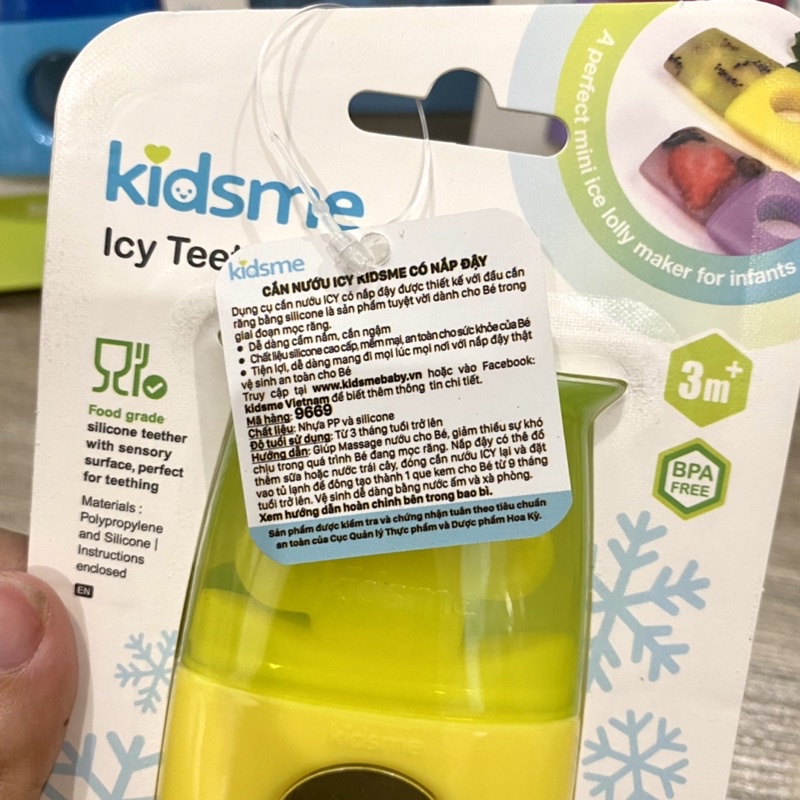 A perfect mini ice lolly maker for infants
kidsme
Icy Tee
kidsme
CẮN NƯỚU ICY KIDSME CÓ NẮP ĐẬY
Dụng cụ cắn nướu ICY có nắp đậy được thiết kế với đầu cắn
răng bằng silicone là sản phẩm tuyệt vời dành cho Bé trong
giai đoạn mọc răng.
• Dễ dàng cầm nắm, cắn ngậm
• Chất liệu silicone cao cấp, mềm mại, an toàn cho sức khỏe của Bé
• Tiện lợi, dễ dàng mang đi mọi lúc mọi nơi với nắp đậy thật
vệ sinh an toàn cho Bé
Truy cập tại www.kidsmebaby.vn hoặc vào Facebook:
kidsme Vietnam để biết thêm thông tin chi tiết.
Mã hàng: 9669
Chất liệu: Nhựa PP và silicone
Độ tuổi sử dụng: Từ 3 tháng tuổi trở lên
Hướng dẫn: Giúp Massage nướu cho Bé, giảm thiểu sự khó
chịu trong quá trình Bé đang mọc răng. Nắp đậy có thể đổ
thêm sữa hoặc nước trái cây, đóng cắn nướu ICY lại và đặt
vao tủ lạnh để đông tạo thành 1 que kem cho Bé từ 9 tháng
tuổi trở lên. Vệ sinh dễ dàng bằng nước ấm và xà phòng.
Xem hướng dẫn hoàn chỉnh bên trong bao bì.
Sản phẩm được kiểm tra và chứng nhận tuân theo tiêu chuẩn
an toàn của Cục Quản lý Thực phẩm và Dược phẩm Hoa Kỳ.
Food grade
silicone teether
with sensory
surface, perfect
for teething
Materials :
Polypropylene
and Silicone |
Instructions
enclosed
EN
3m+
BPA
FREE
kidsme